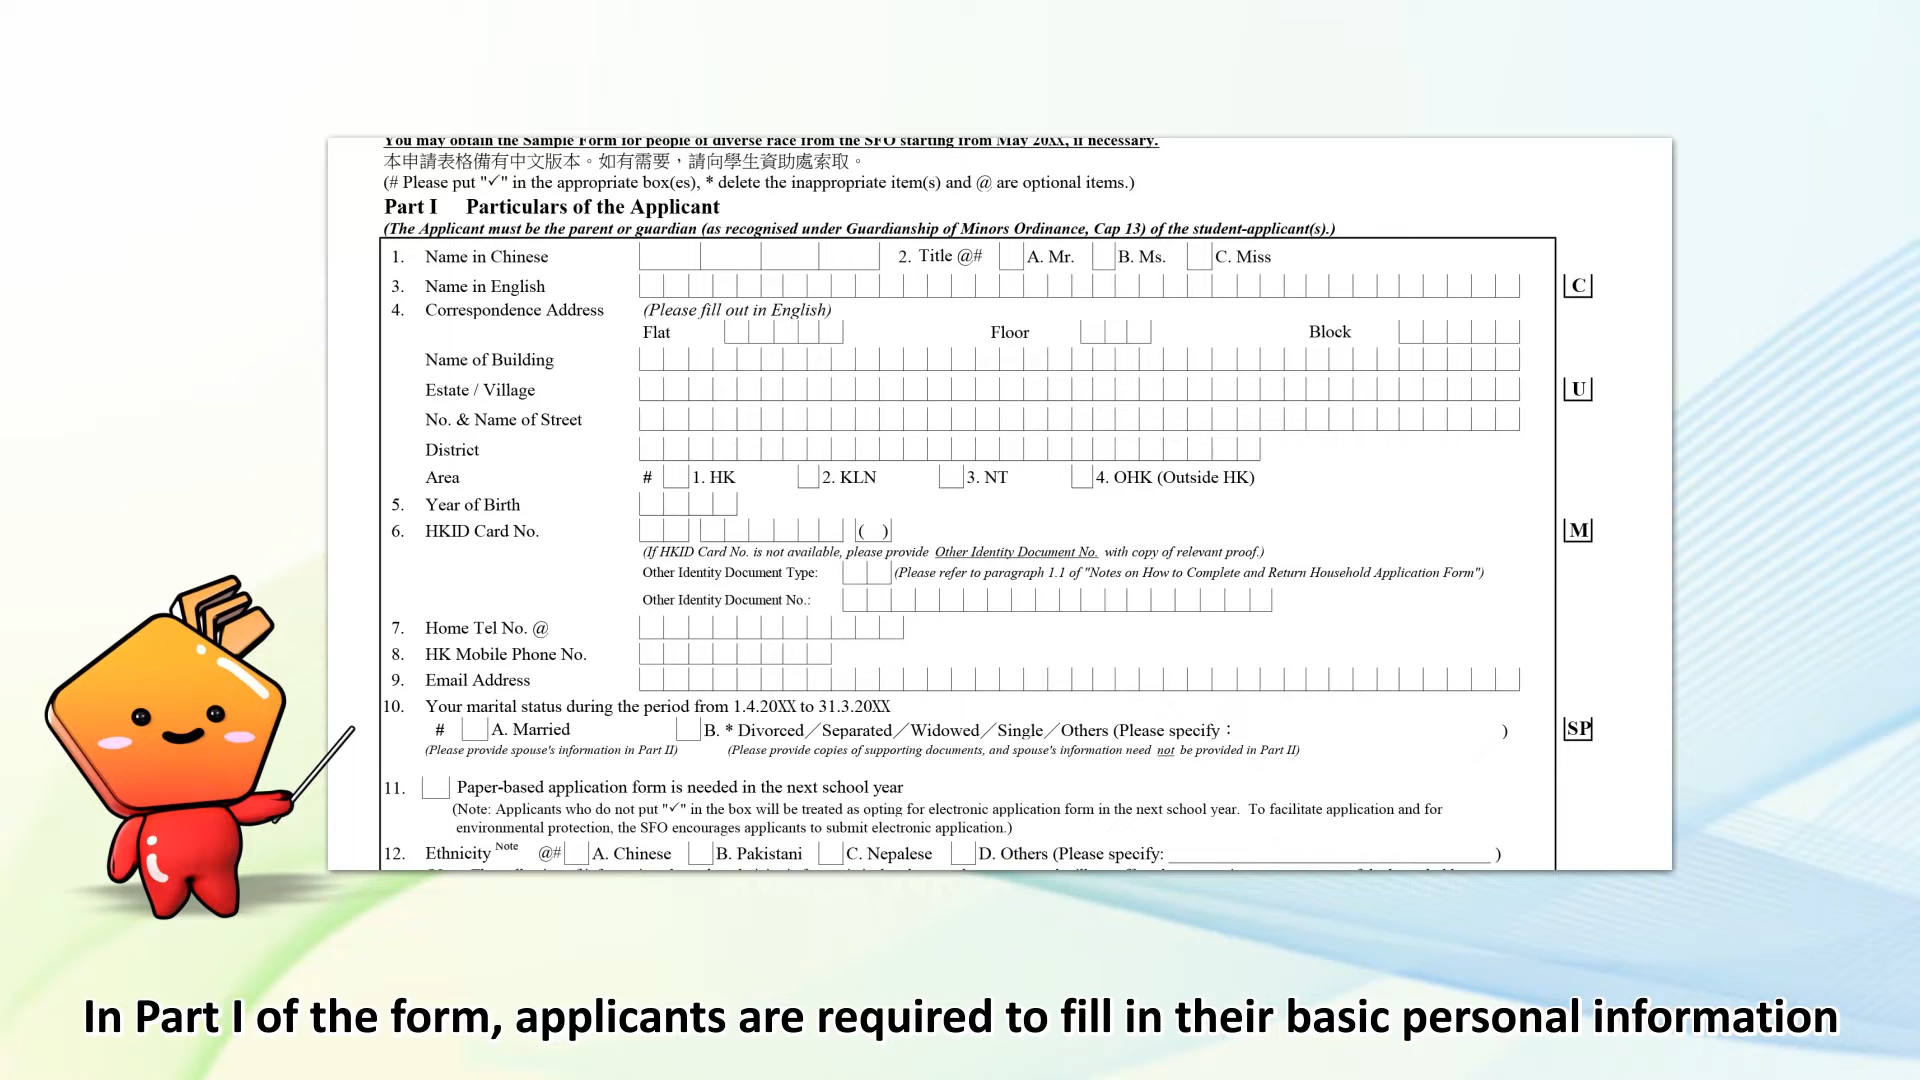 You may obtain the Sample Form for people of diverse race from the SFO starting from May 20XX, if necessary.
本申請表格備有中文版本。如有需要，請向學生資助處索取。
(# Please put "✓" in the appropriate box(es), * delete the inappropriate item(s) and @ are optional items.)
Part I Particulars of the Applicant
(The Applicant must be the parent or guardian (as recognised under Guardianship of Minors Ordinance, Cap 13) of the student-applicant(s).)
1. Name in Chinese 2. Title @# A. Mr. B. Ms. C. Miss
3. Name in English C
4. Correspondence Address (Please fill out in English)
Flat Floor Block
Name of Building
Estate / Village U
No. & Name of Street
District
Area # 1. HK 2. KLN 3. NT 4. OHK (Outside HK)
5. Year of Birth
6. HKID Card No. ( ) M
(If HKID Card No. is not available, please provide Other Identity Document No. with copy of relevant proof.)
Other Identity Document Type: (Please refer to paragraph 1.1 of "Notes on How to Complete and Return Household Application Form")
Other Identity Document No.:
7. Home Tel No. @
8. HK Mobile Phone No.
9. Email Address
10. Your marital status during the period from 1.4.20XX to 31.3.20XX
# A. Married B. * Divorced／Separated／Widowed／Single／Others (Please specify： ) SP
(Please provide spouse's information in Part II) (Please provide copies of supporting documents, and spouse's information need not be provided in Part II)
11. Paper-based application form is needed in the next school year
(Note: Applicants who do not put "✓" in the box will be treated as opting for electronic application form in the next school year. To facilitate application and for
environmental protection, the SFO encourages applicants to submit electronic application.)
12. Ethnicity Note @# A. Chinese B. Pakistani C. Nepalese D. Others (Please specify: )
In Part I of the form, applicants are required to fill in their basic personal information